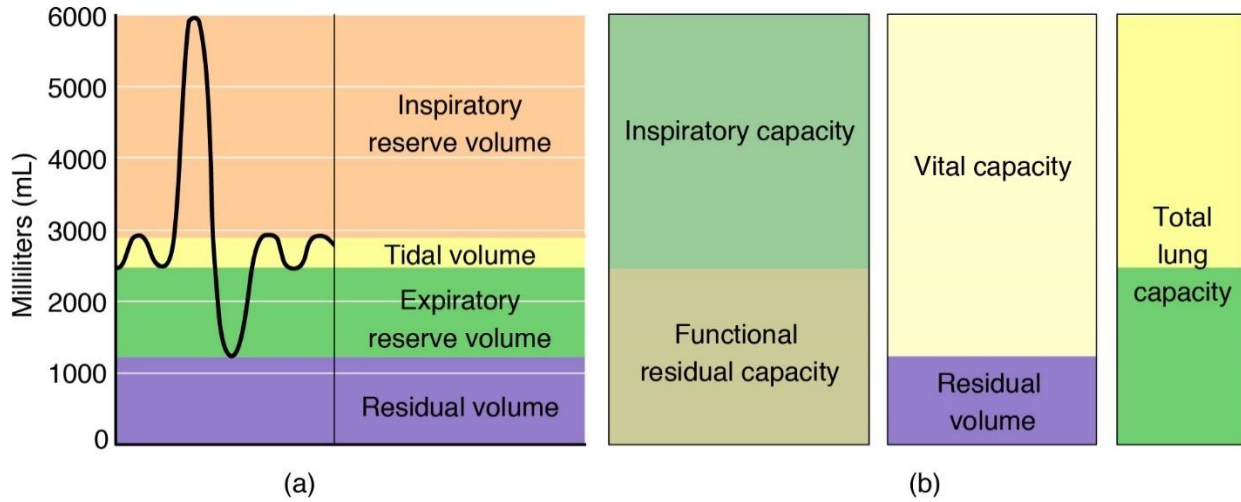 Milliliters (mL)
6000
5000
4000
3000
2000
1000
0
Inspiratory
reserve volume
Tidal volume
Expiratory
reserve volume
Residual volume
(a)
Inspiratory capacity
Functional
residual capacity
Vital capacity
Residual
volume
Total
lung
capacity
(b)